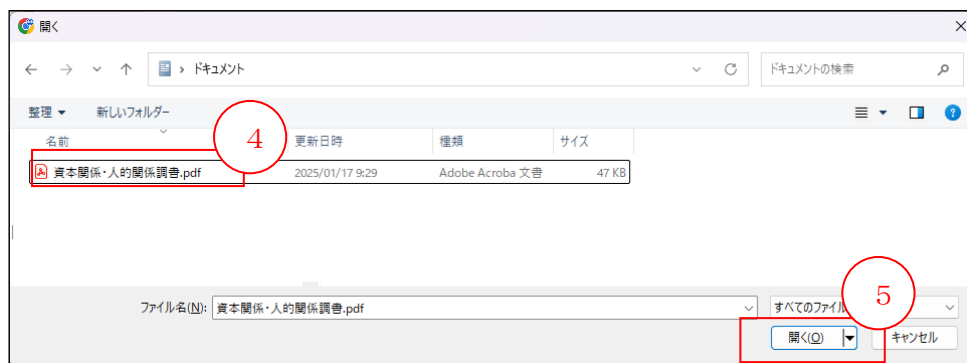 開く
ドキュメント
ドキュメントの検索
整理 新しいフォルダー
名前 更新日時 種類 サイズ
4
資本関係・人的関係調書.pdf 2025/01/17 9:29 Adobe Acroba 文書 47 KB
ファイル名(N): 資本関係・人的関係調書.pdf すべてのファイル
5
開く(O) キャンセル